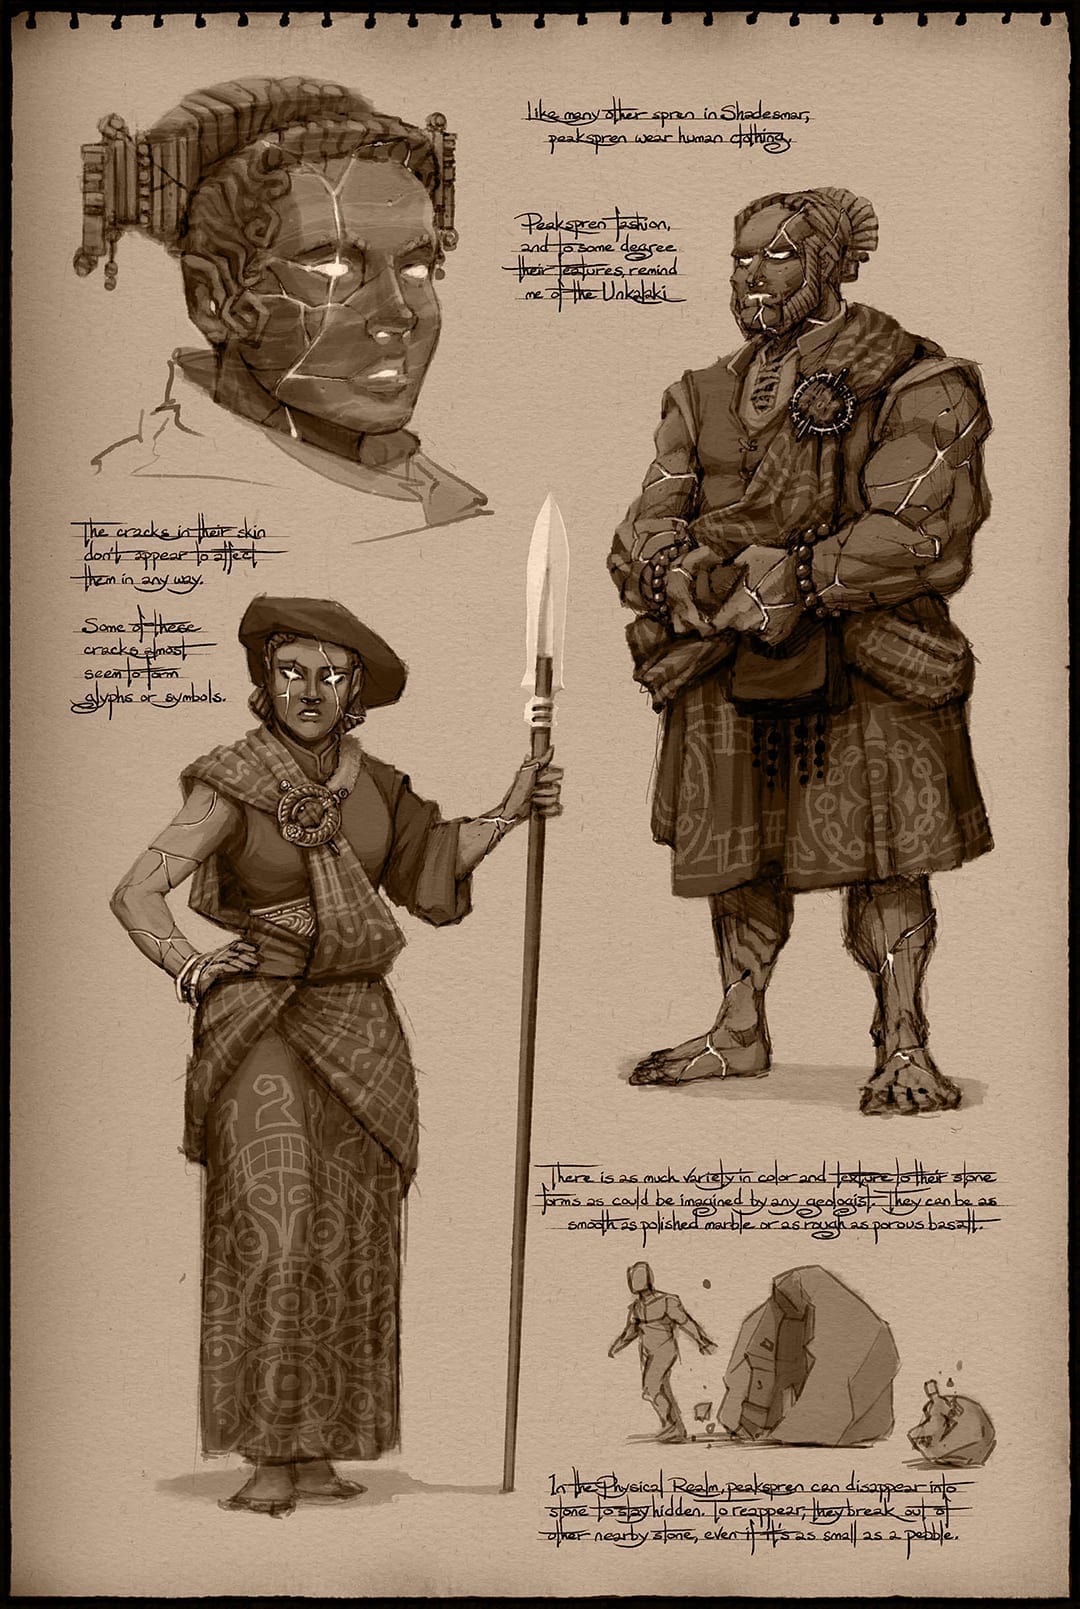 Like many other spren in Shadesmar,
peakspren wear human clothing.
Peakspren fashion,
and to some degree
their features, remind
me of the Unkalaki
The cracks in their skin
don't appear to affect
them in any way.
Some of these
cracks almost
seem to form
glyphs or symbols.
There is as much variety in color and texture to their stone
forms as could be imagined by any geologist. They can be as
smooth as polished marble or as rough as porous basalt.
In the Physical Realm, peakspren can disappear into
stone to stay hidden. To reappear, they break out of
other nearby stone, even if it's as small as a pebble.